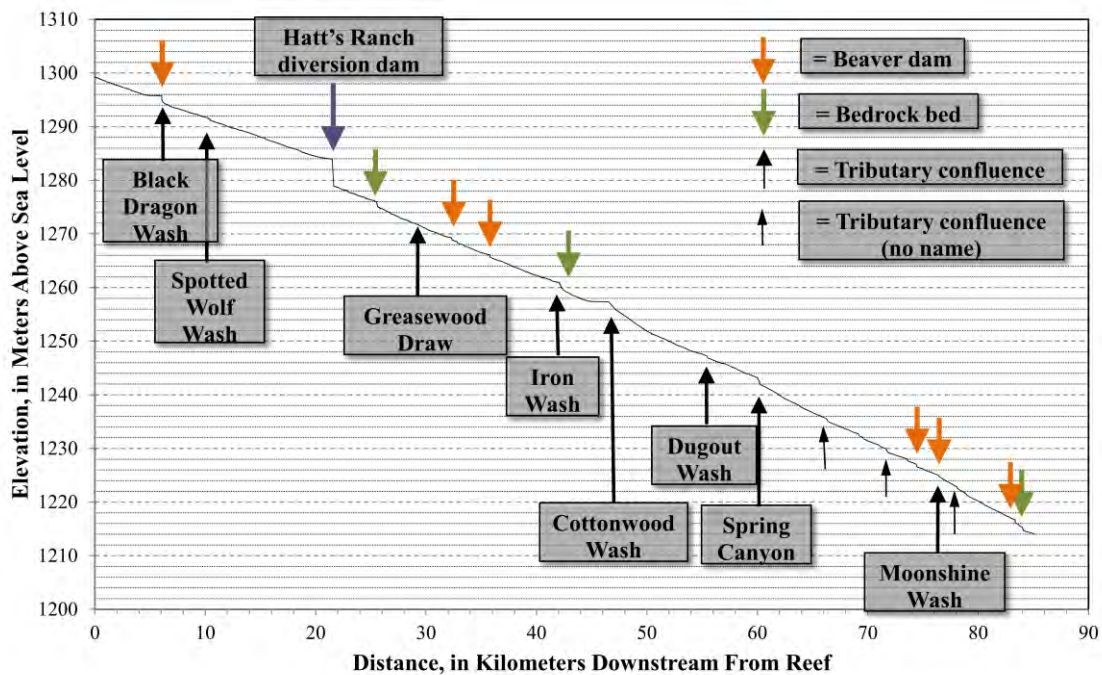 Hatt's Ranch
diversion dam
= Beaver dam
= Bedrock bed
= Tributary confluence
= Tributary confluence
(no name)
Black
Dragon
Wash
Spotted
Wolf
Wash
Greasewood
Draw
Iron
Wash
Cottonwood
Wash
Dugout
Wash
Spring
Canyon
Moonshine
Wash
Elevation, in Meters Above Sea Level
1310
1300
1290
1280
1270
1260
1250
1240
1230
1220
1210
1200
0 10 20 30 40 50 60 70 80 90
Distance, in Kilometers Downstream From Reef